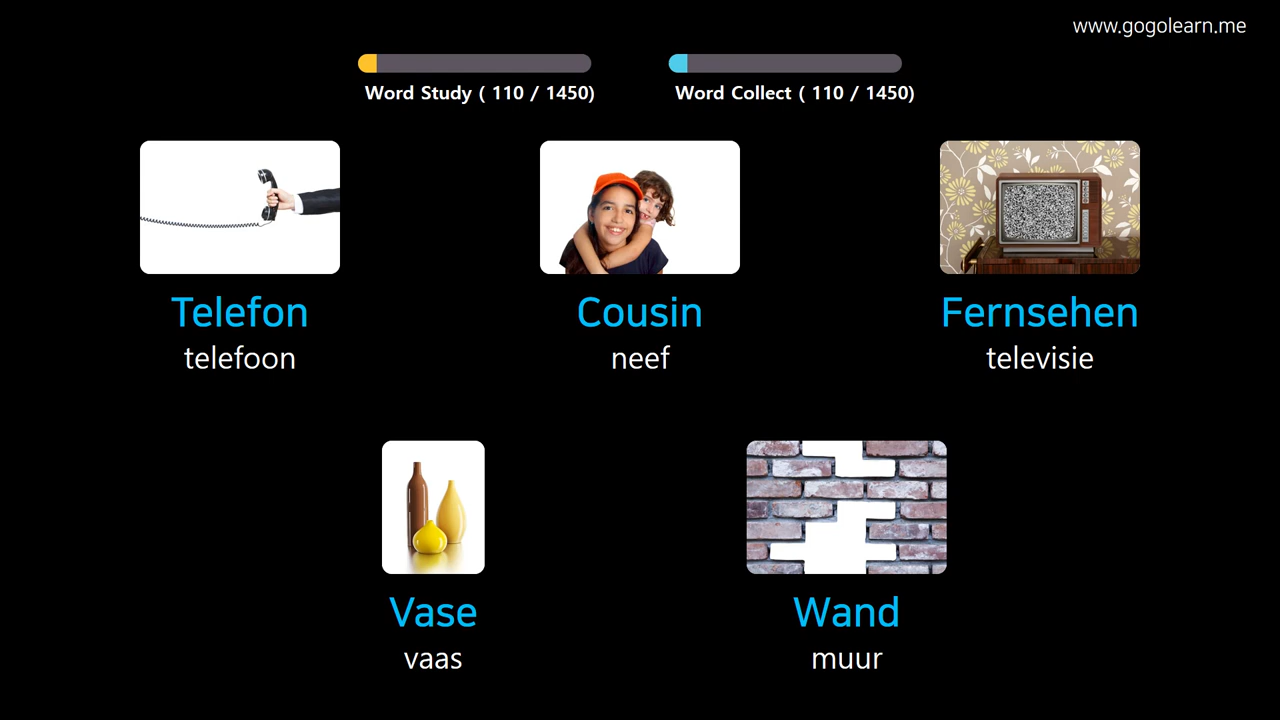 www.gogolearn.me
Word Study ( 110 / 1450)
Word Collect ( 110 / 1450)
Telefon
telefoon
Cousin
neef
Fernsehen
televisie
Vase
vaas
Wand
muur